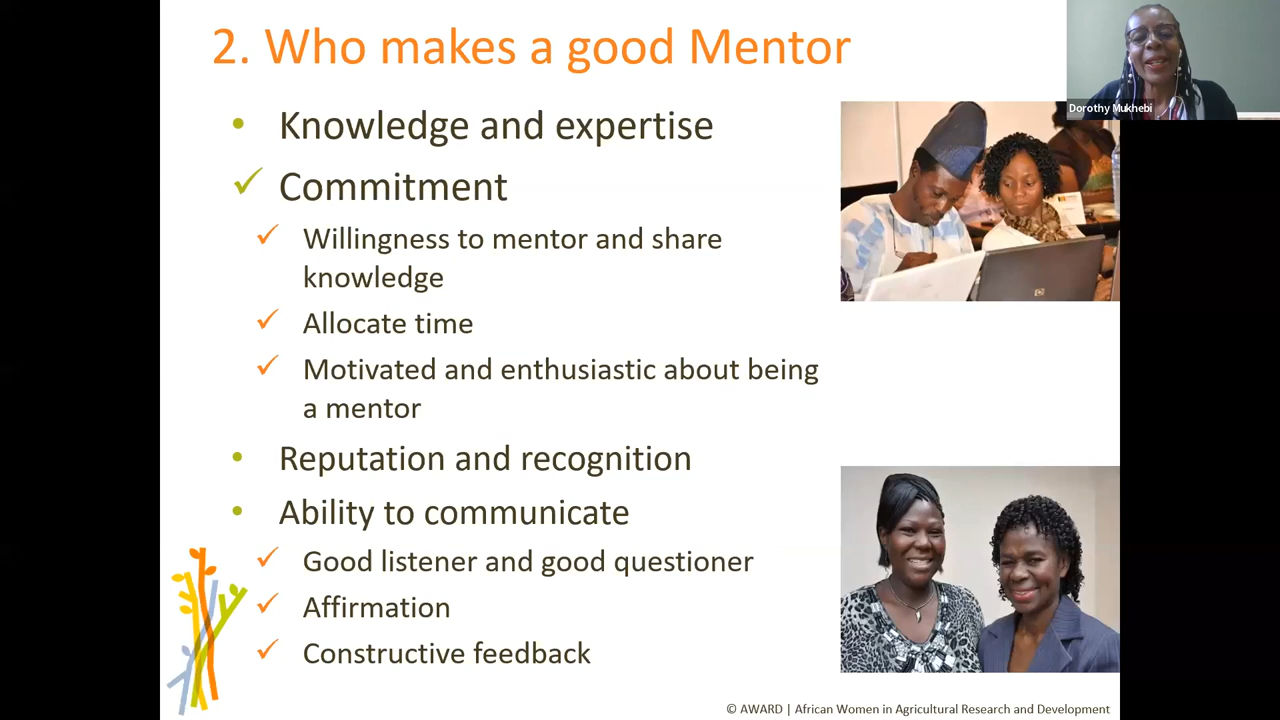 2. Who makes a good Mentor
Dorothy Mukhebi
• Knowledge and expertise
✓ Commitment
✓ Willingness to mentor and share
knowledge
✓ Allocate time
✓ Motivated and enthusiastic about being
a mentor
• Reputation and recognition
• Ability to communicate
✓ Good listener and good questioner
✓ Affirmation
✓ Constructive feedback
© AWARD | African Women in Agricultural Research and Development